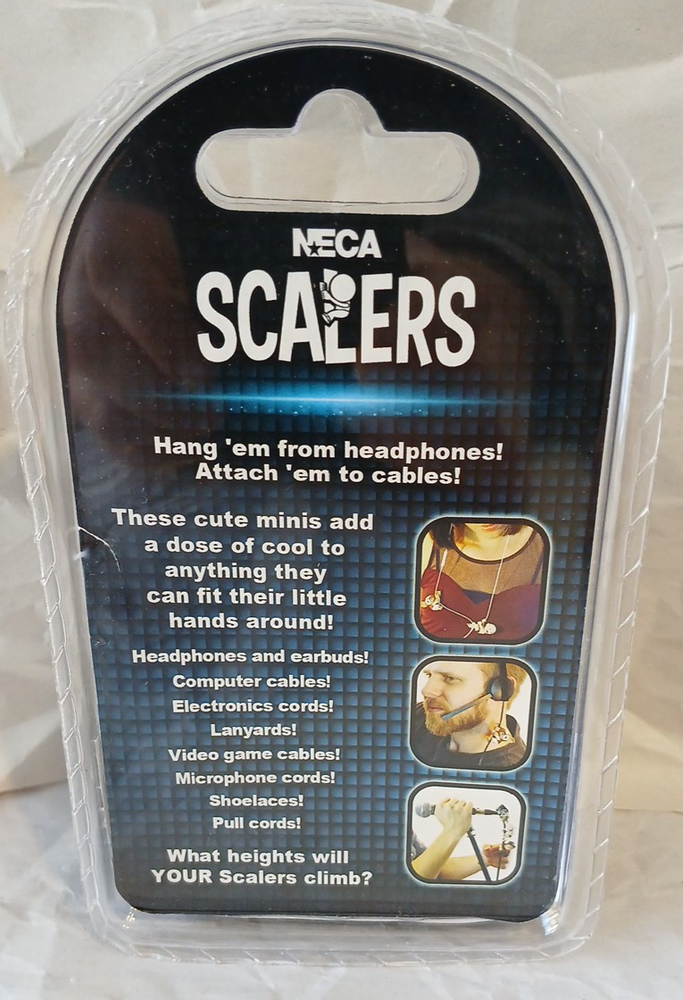 NECA
SCALERS
Hang 'em from headphones!
Attach 'em to cables!
These cute minis add
a dose of cool to
anything they
can fit their little
hands around!
Headphones and earbuds!
Computer cables!
Electronics cords!
Lanyards!
Video game cables!
Microphone cords!
Shoelaces!
Pull cords!
What heights will
YOUR Scalers climb?